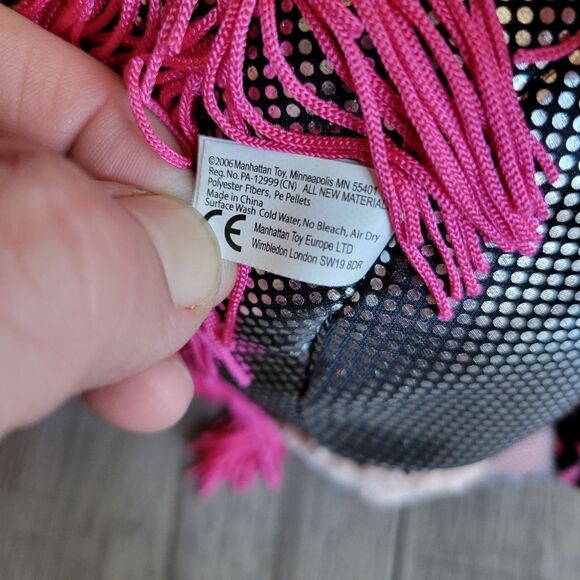 ©2006 Manhattan Toy, Minneapolis MN 55401
Reg. No. PA-12999 (CN) ALL NEW MATERIAL
Polyester Fibers, Pe Pellets
Made in China
Surface Wash Cold Water, No Bleach, Air Dry
CE
Manhattan Toy Europe LTD
Wimbledon London SW19 8DR